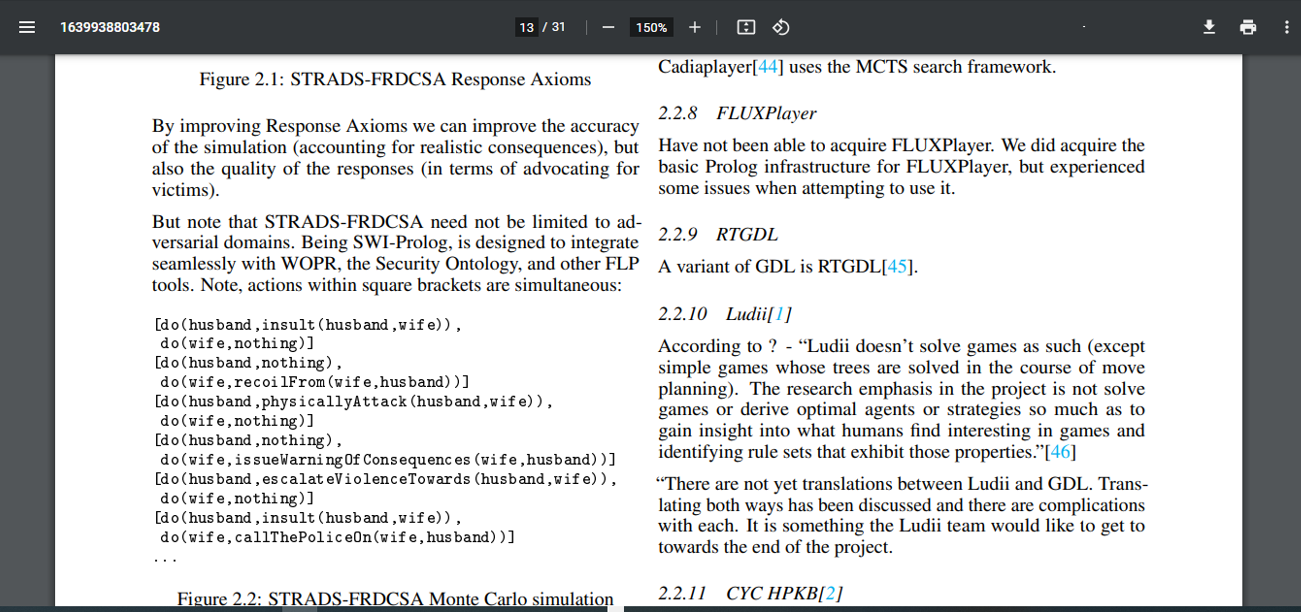 1639938803478
13 / 31
150%
Figure 2.1: STRADS-FRDCSA Response Axioms
By improving Response Axioms we can improve the accuracy
of the simulation (accounting for realistic consequences), but
also the quality of the responses (in terms of advocating for
victims).
But note that STRADS-FRDCSA need not be limited to ad-
versarial domains. Being SWI-Prolog, is designed to integrate
seamlessly with WOPR, the Security Ontology, and other FLP
tools. Note, actions within square brackets are simultaneous:
[do(husband,insult(husband,wife)),
do(wife,nothing)]
[do(husband,nothing),
do(wife,recoilFrom(wife,husband))]
[do(husband,physicallyAttack(husband,wife)),
do(wife,nothing)]
[do(husband,nothing),
do(wife,issueWarningOfConsequences(wife,husband))]
[do(husband,escalateViolenceTowards(husband,wife)),
do(wife,nothing)]
[do(husband,insult(husband,wife)),
do(wife,callThePoliceOn(wife,husband))]
...
Figure 2.2: STRADS-FRDCSA Monte Carlo simulation
Cadiaplayer[44] uses the MCTS search framework.
2.2.8 FLUXPlayer
Have not been able to acquire FLUXPlayer. We did acquire the
basic Prolog infrastructure for FLUXPlayer, but experienced
some issues when attempting to use it.
2.2.9 RTGDL
A variant of GDL is RTGDL[45].
2.2.10 Ludii[1]
According to ? - “Ludii doesn’t solve games as such (except
simple games whose trees are solved in the course of move
planning). The research emphasis in the project is not solve
games or derive optimal agents or strategies so much as to
gain insight into what humans find interesting in games and
identifying rule sets that exhibit those properties.”[46]
“There are not yet translations between Ludii and GDL. Trans-
lating both ways has been discussed and there are complications
with each. It is something the Ludii team would like to get to
towards the end of the project.
2.2.11 CYC HPKB[2]